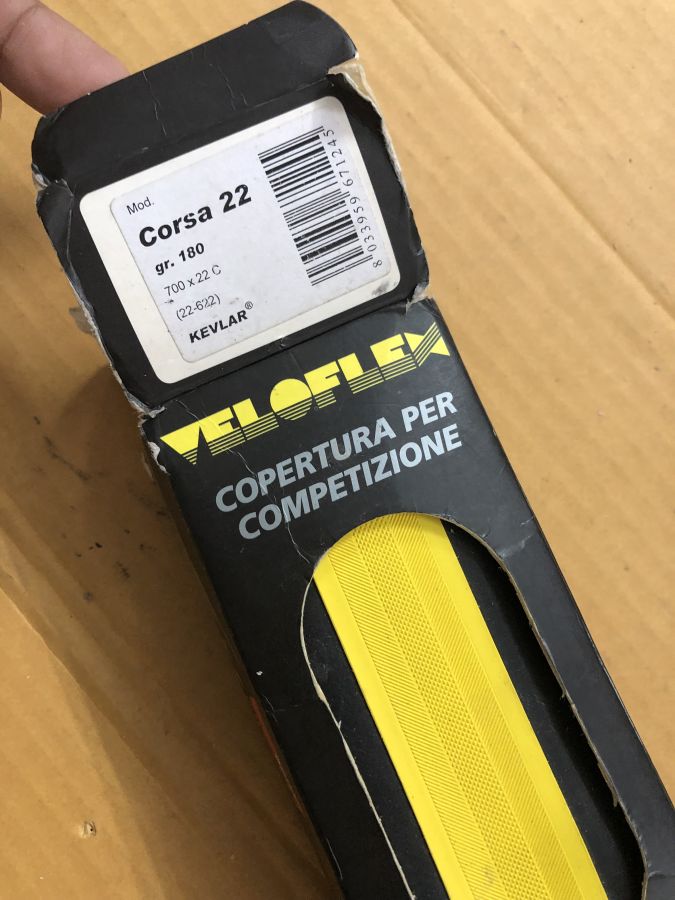 Mod.
Corsa 22
gr. 180
700 x 22 C
(22-622)
KEVLAR®
8 033959 671245
VELOFLEX
COPERTURA PER
COMPETIZIONE